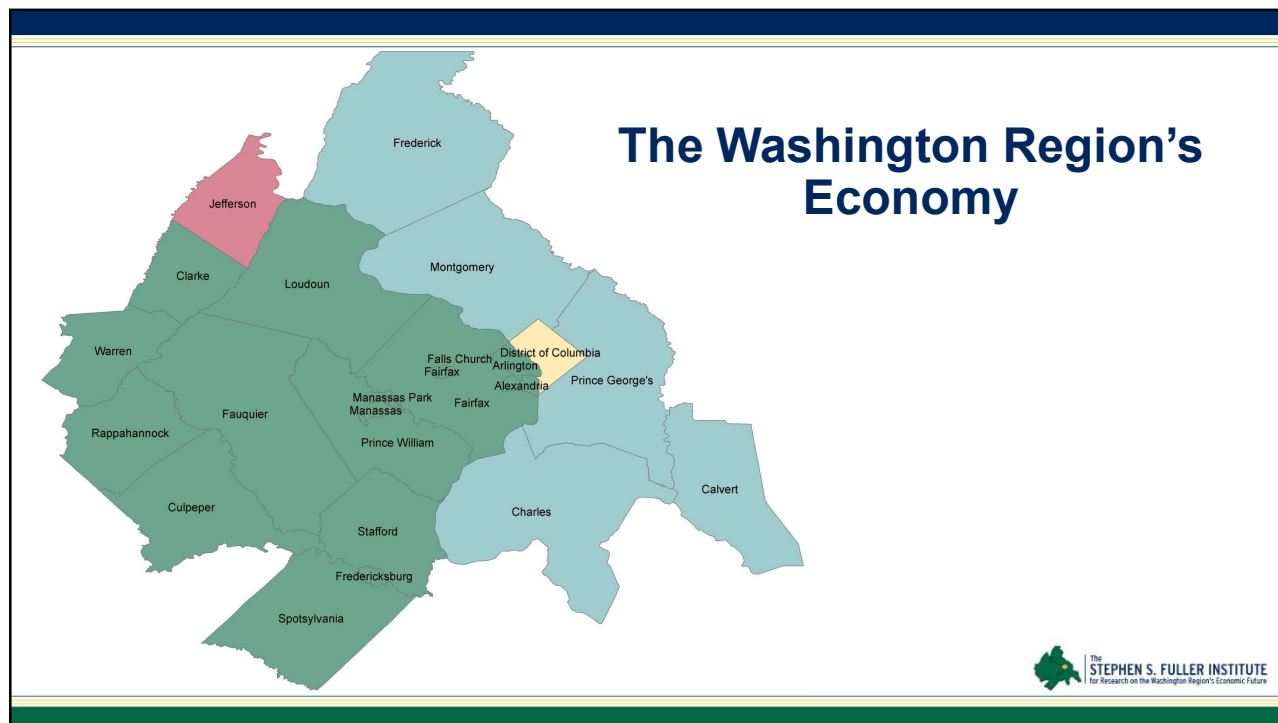 The Washington Region's
Economy
Frederick
Jefferson
Montgomery
Clarke
Loudoun
Warren
District of Columbia
Falls Church
Arlington
Fairfax
Prince George's
Alexandria
Manassas Park
Fairfax
Manassas
Fauquier
Rappahannock
Prince William
Calvert
Culpeper
Charles
Stafford
Fredericksburg
Spotsylvania
The
STEPHEN S. FULLER INSTITUTE
for Research on the Washington Region's Economic Future